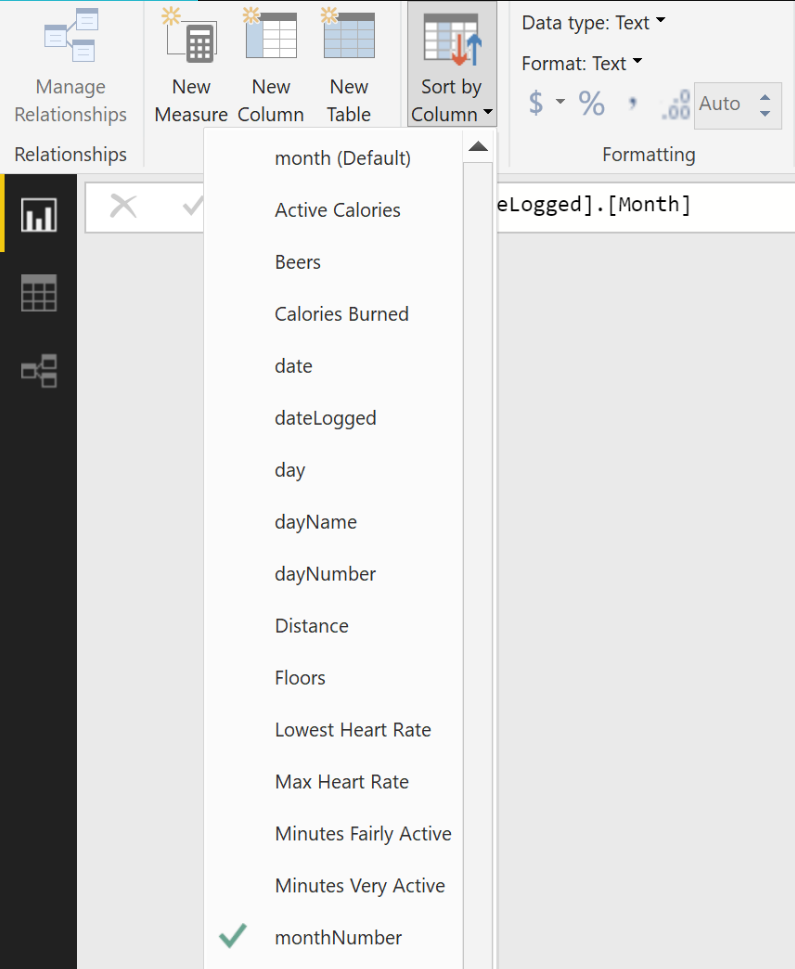 Manage
Relationships
Relationships
New
Measure
New
Column
New
Table
Sort by
Column
Data type: Text
Format: Text
$ % , .00
Auto
Formatting
eLogged].[Month]
month (Default)
Active Calories
Beers
Calories Burned
date
dateLogged
day
dayName
dayNumber
Distance
Floors
Lowest Heart Rate
Max Heart Rate
Minutes Fairly Active
Minutes Very Active
monthNumber